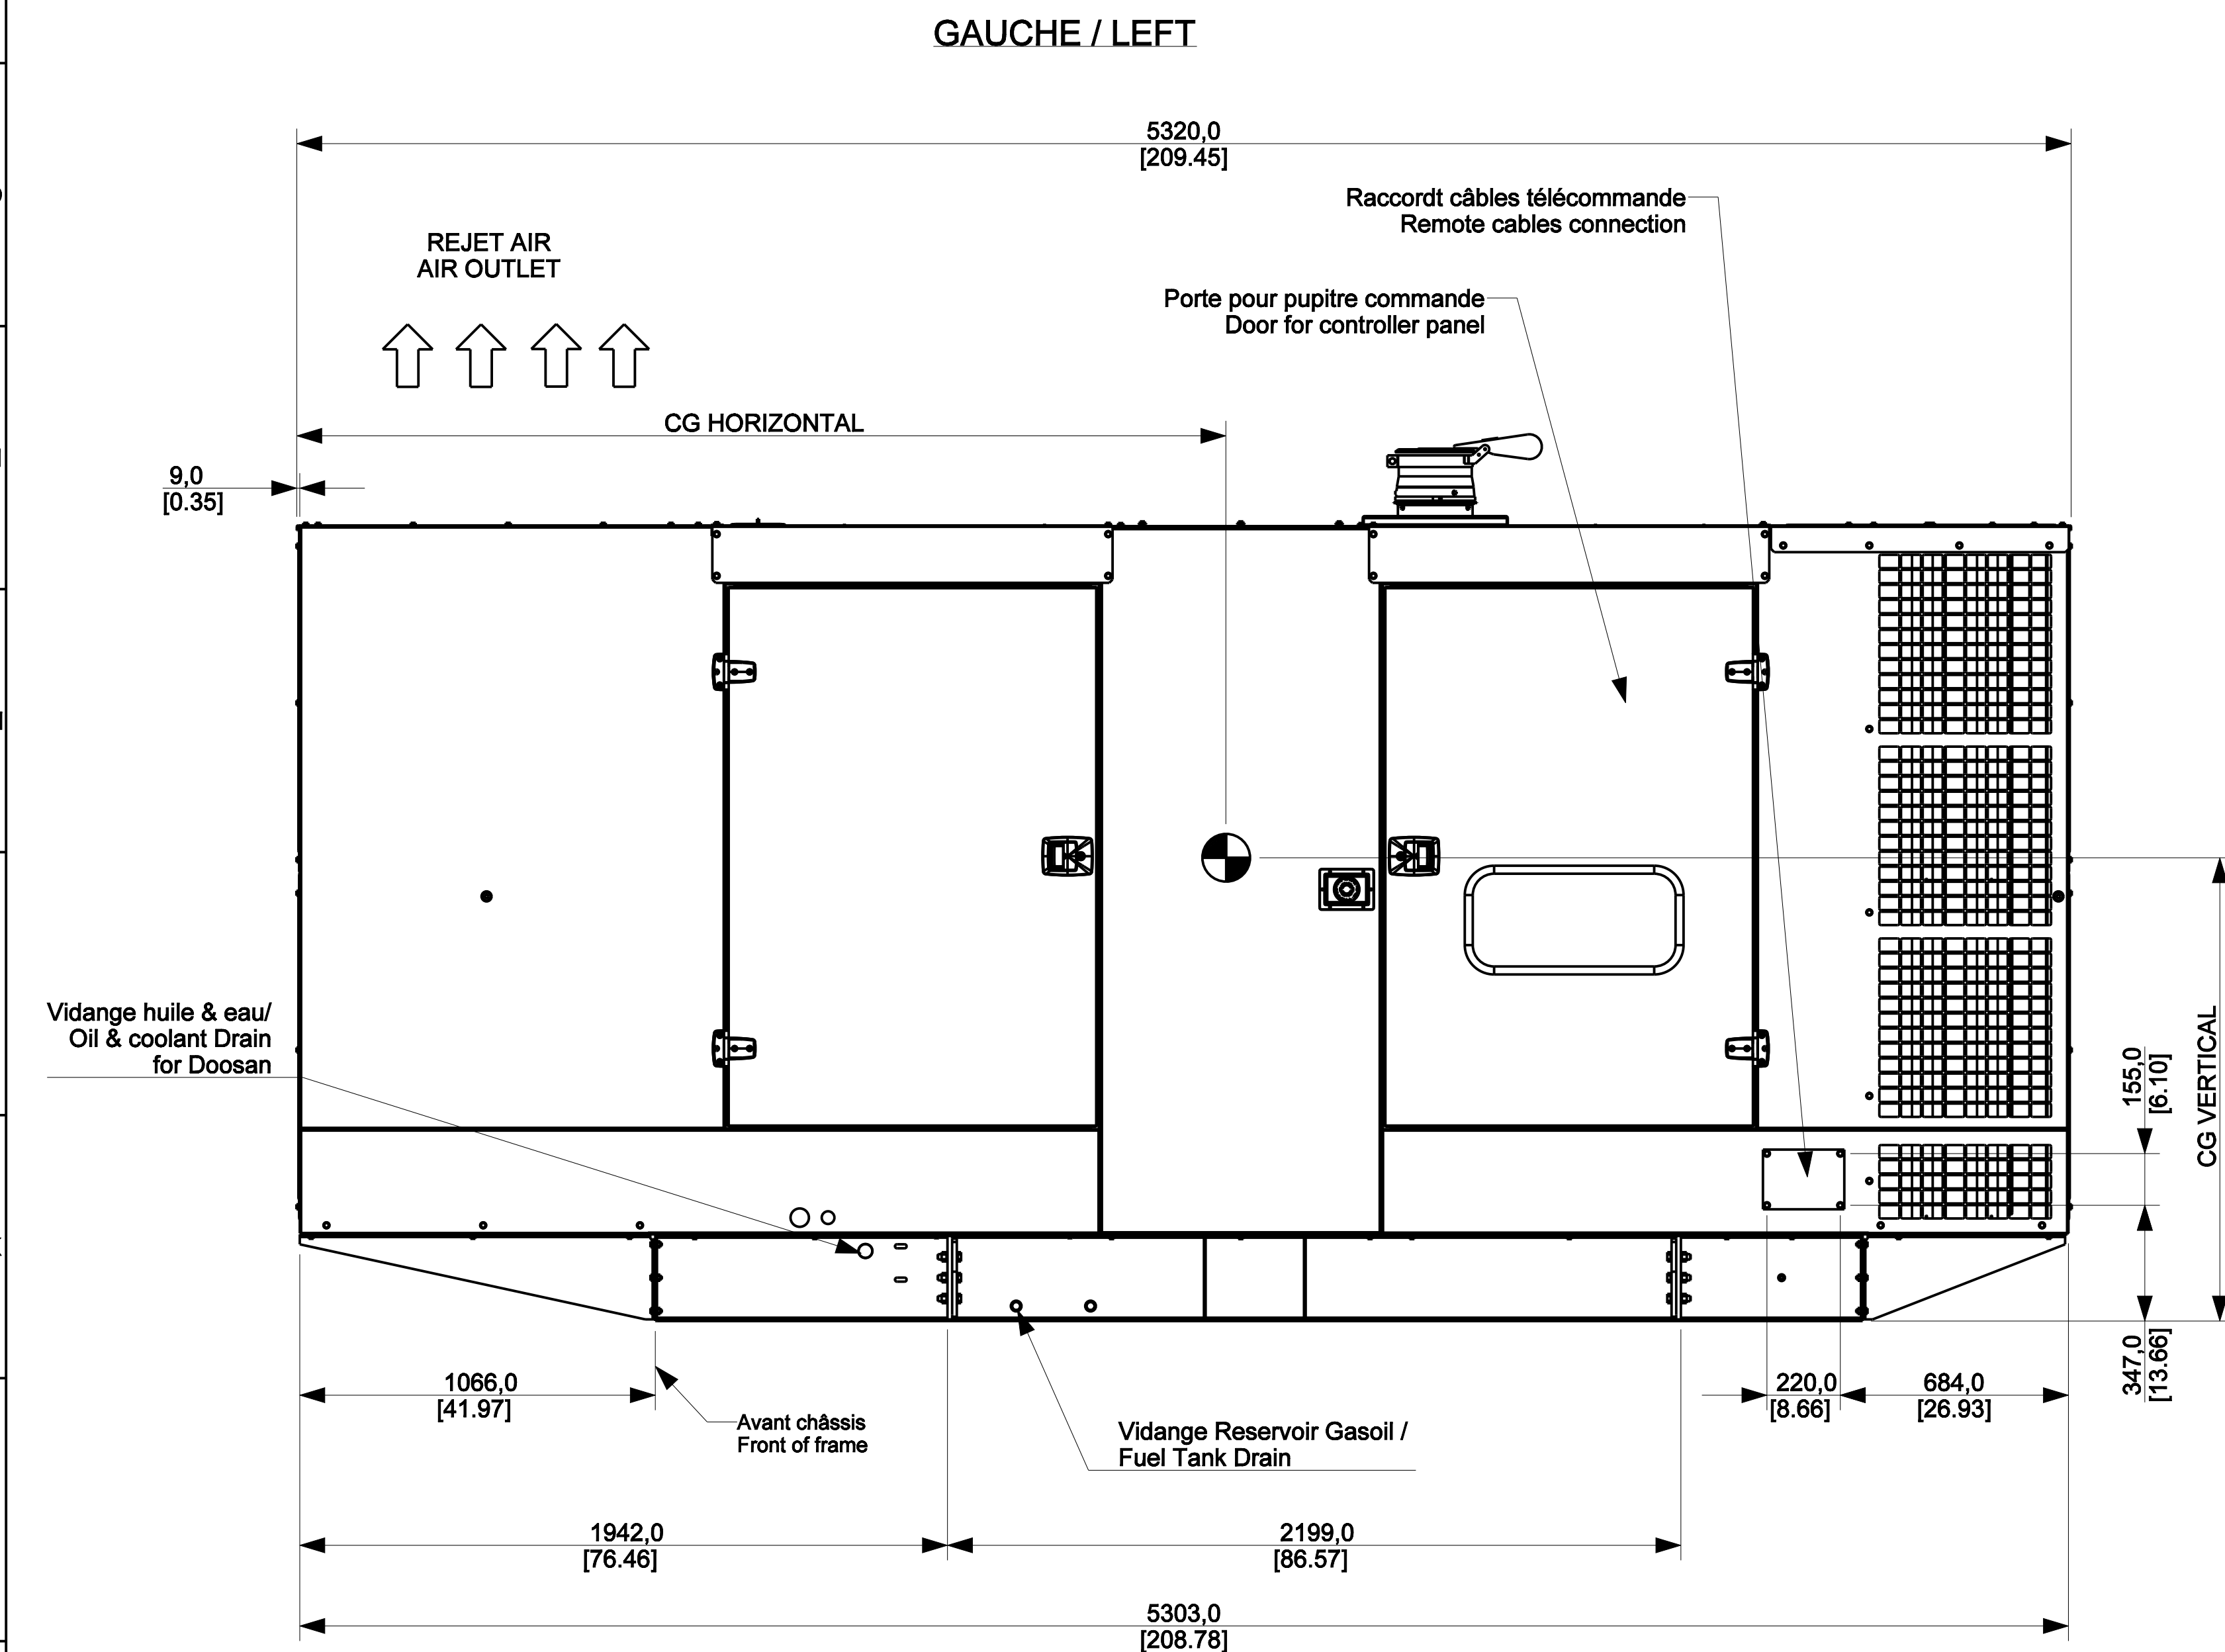 GAUCHE / LEFT
5320,0
[209.45]
Raccordt câbles télécommande
Remote cables connection
REJET AIR
AIR OUTLET
Porte pour pupitre commande
Door for controller panel
CG HORIZONTAL
9,0
[0.35]
Vidange huile & eau/
Oil & coolant Drain
for Doosan
155,0
[6.10]
CG VERTICAL
347,0
[13.66]
1066,0
[41.97]
220,0
[8.66]
684,0
[26.93]
Avant châssis
Front of frame
Vidange Reservoir Gasoil /
Fuel Tank Drain
1942,0
[76.46]
2199,0
[86.57]
5303,0
[208.78]